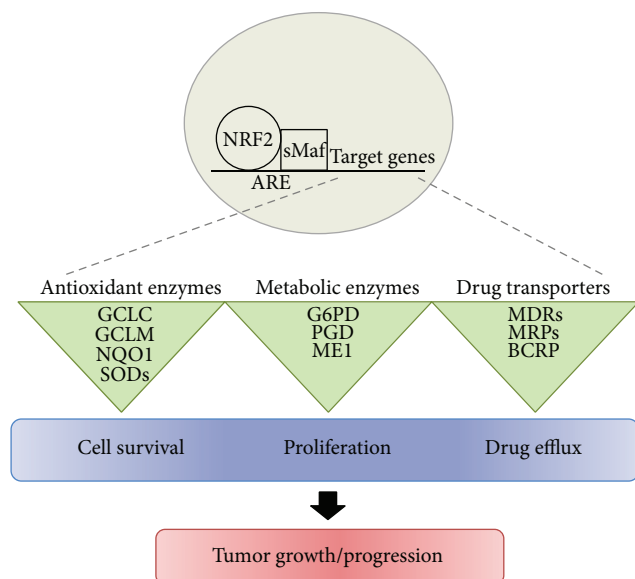 NRF2
sMaf
Target genes
ARE
Antioxidant enzymes
Metabolic enzymes
Drug transporters
GCLC
GCLM
NQO1
SODs
G6PD
PGD
ME1
MDRs
MRPs
BCRP
Cell survival
Proliferation
Drug efflux
Tumor growth/progression